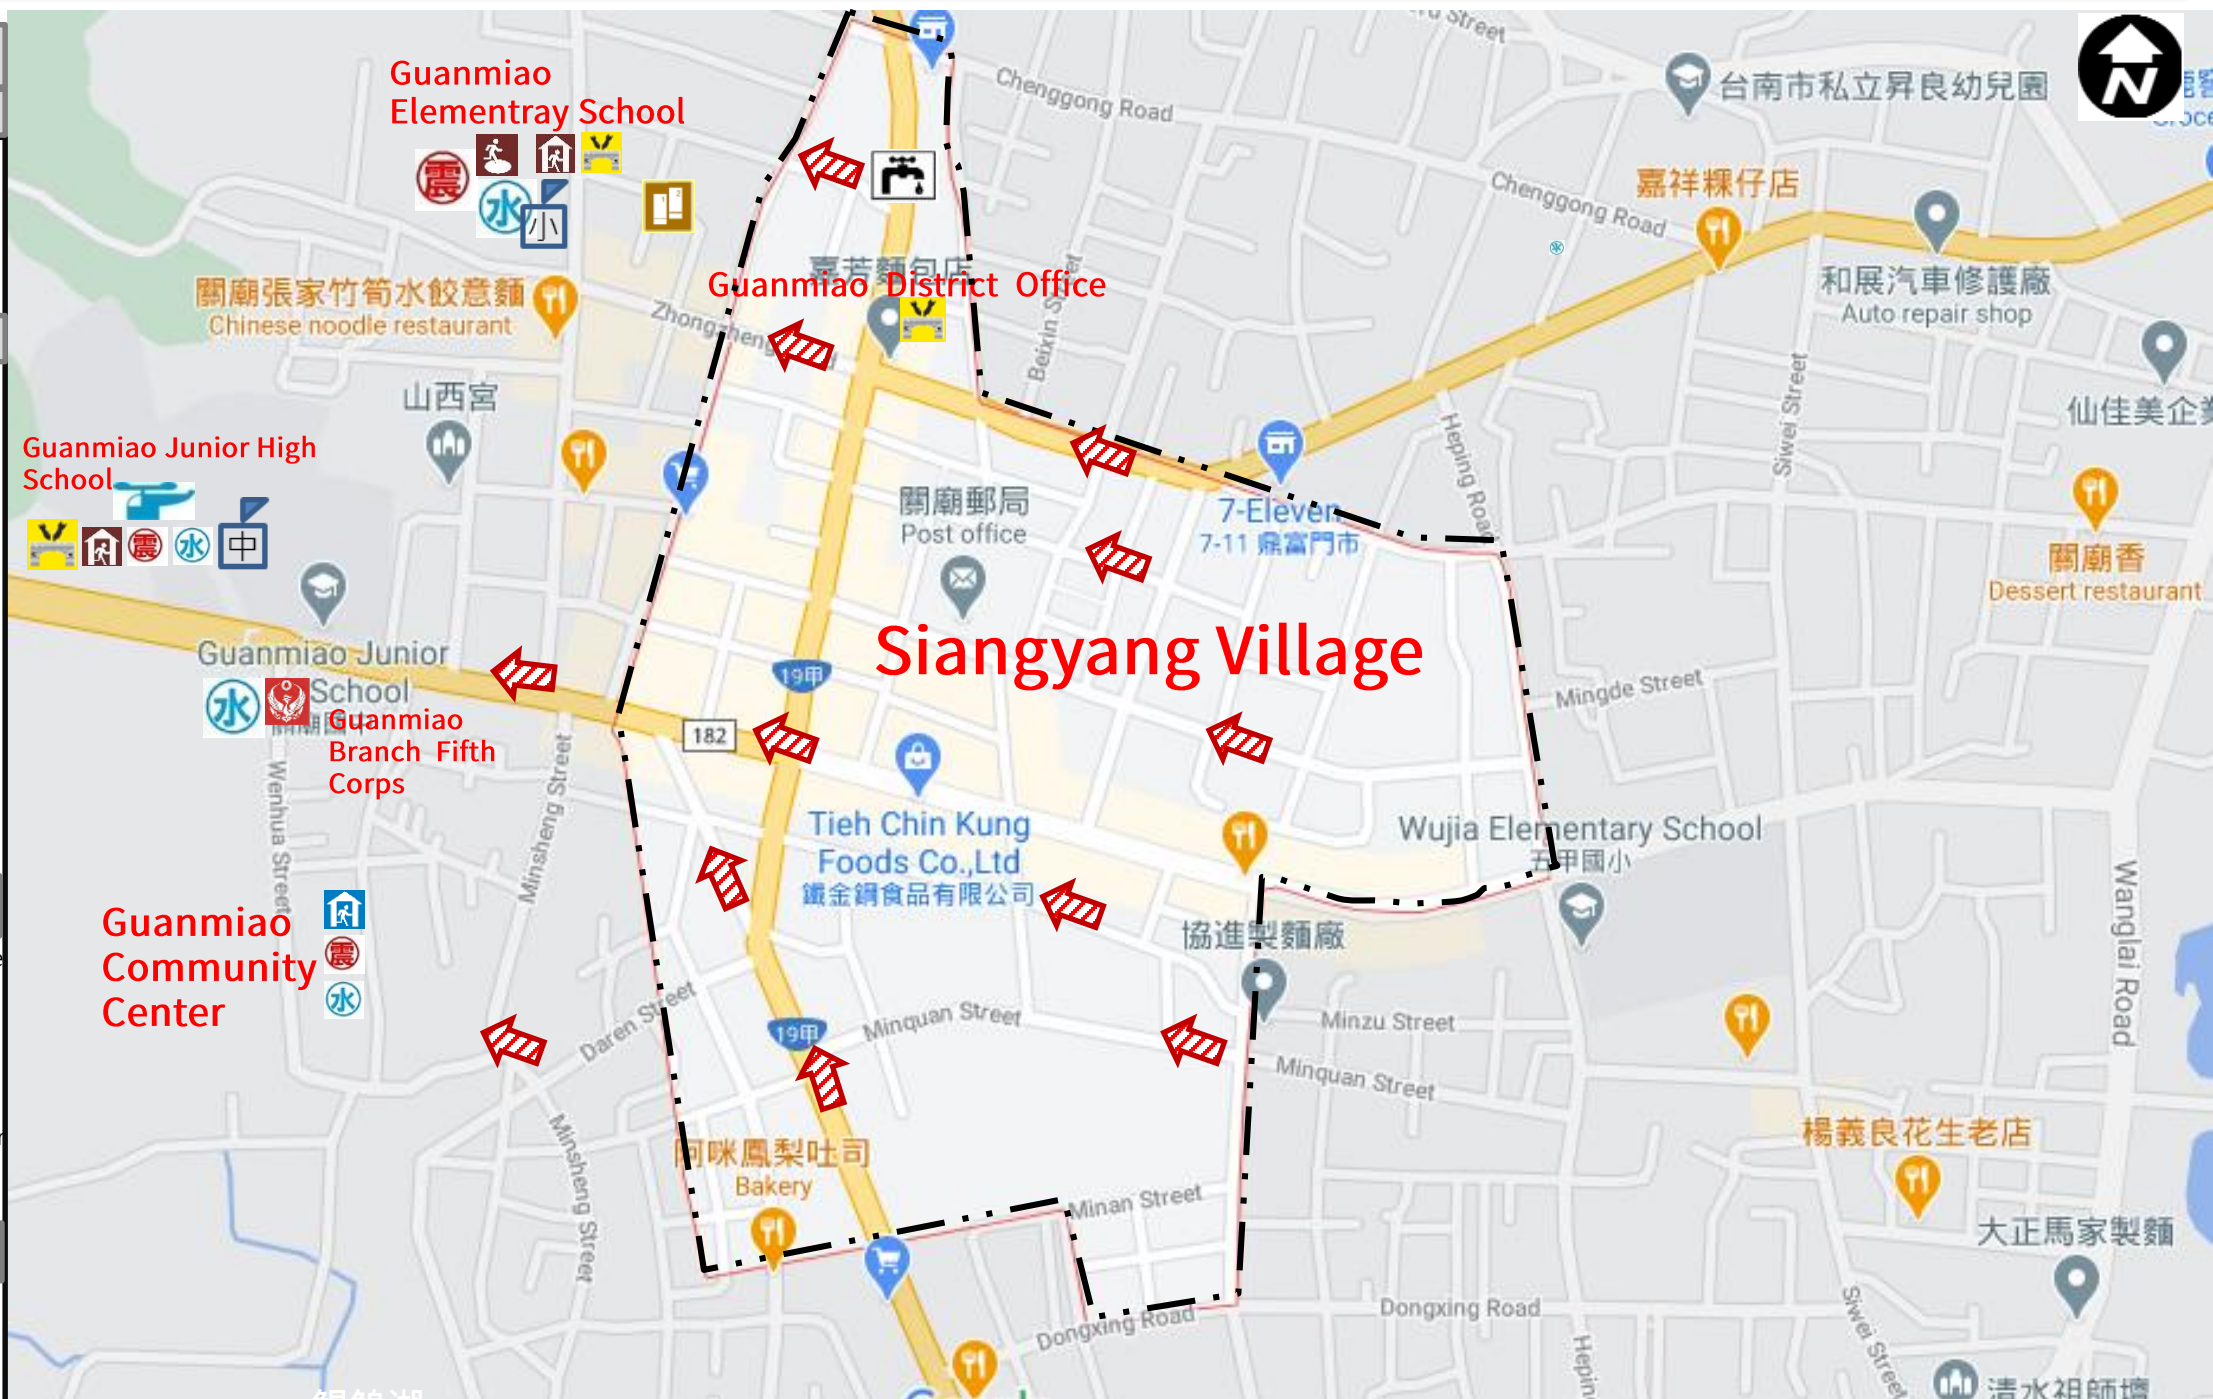 Guanmiao
Elementray School
震
水
小
Chenggong Road
台南市私立昇良幼兒園
N
嘉祥粿仔店
Chenggong Road
和展汽車修護廠
Auto repair shop
關廟張家竹筍水餃意麵
Chinese noodle restaurant
嘉芳麵包店
Guanmiao District Office
Beixin Street
Siwei Street
山西宮
Heping Road
Guanmiao Junior High
School
震
水
中
關廟郵局
Post office
7-Eleven
7-11 鼎富門市
關廟香
Dessert restaurant
Siangyang Village
Guanmiao Junior
School
水
Guanmiao
Branch Fifth
Corps
19甲
182
Mingde Street
Wenhua Street
Minsheng Street
Tieh Chin Kung
Foods Co.,Ltd
鐵金鋼食品有限公司
Wujia Elementary School
五甲國小
Wanglai Road
Guanmiao
Community
Center
震
水
協進製麵廠
Daren Street
19甲
Minquan Street
Minzu Street
Minquan Street
Minsheng Street
楊義良花生老店
阿咪鳳梨吐司
Bakery
Minan Street
大正馬家製麵
Dongxing Road
Dongxing Road
Siwei Street
清水祖師壇